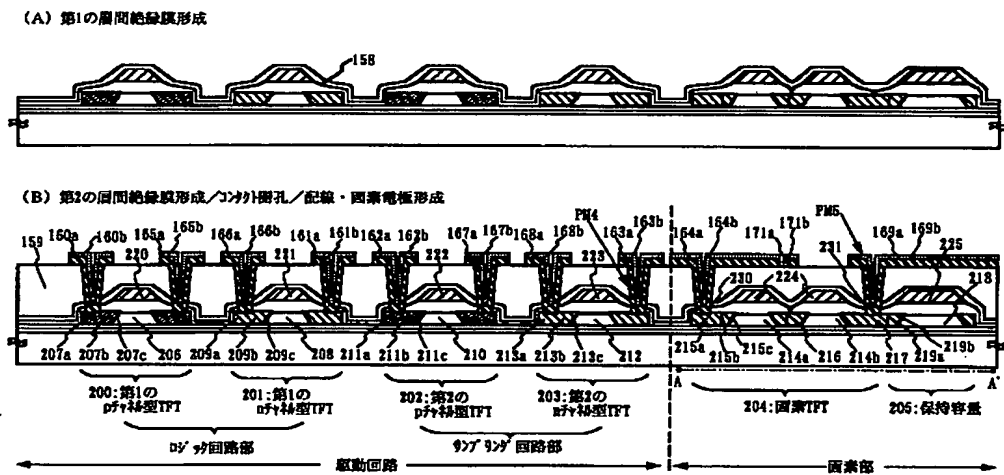 (A) 第1の層間絶縁膜形成
158
(B) 第2の層間絶縁膜形成/コンタクト開孔/配線・画素電極形成
159
160a 160b 165a 165b 166a 166b 161a 161b 162a 162b 167a 167b 168a 168b PM4 163a 163b 164a 164b 171a 171b PM5 169a 169b
220 221 222 223 230 224 231 225 218
207a 207b 207c 206 209a 209b 209c 208 211a 211b 211c 210 213a 213b 213c 212 215a 215b 215c 214a 216 214b 217 219a 219b
A A'
200:第1のpチャネル型TFT
201:第1のnチャネル型TFT
202:第2のpチャネル型TFT
203:第2のnチャネル型TFT
204:画素TFT
205:保持容量
ロジック回路部
サンプリング回路部
駆動回路
画素部